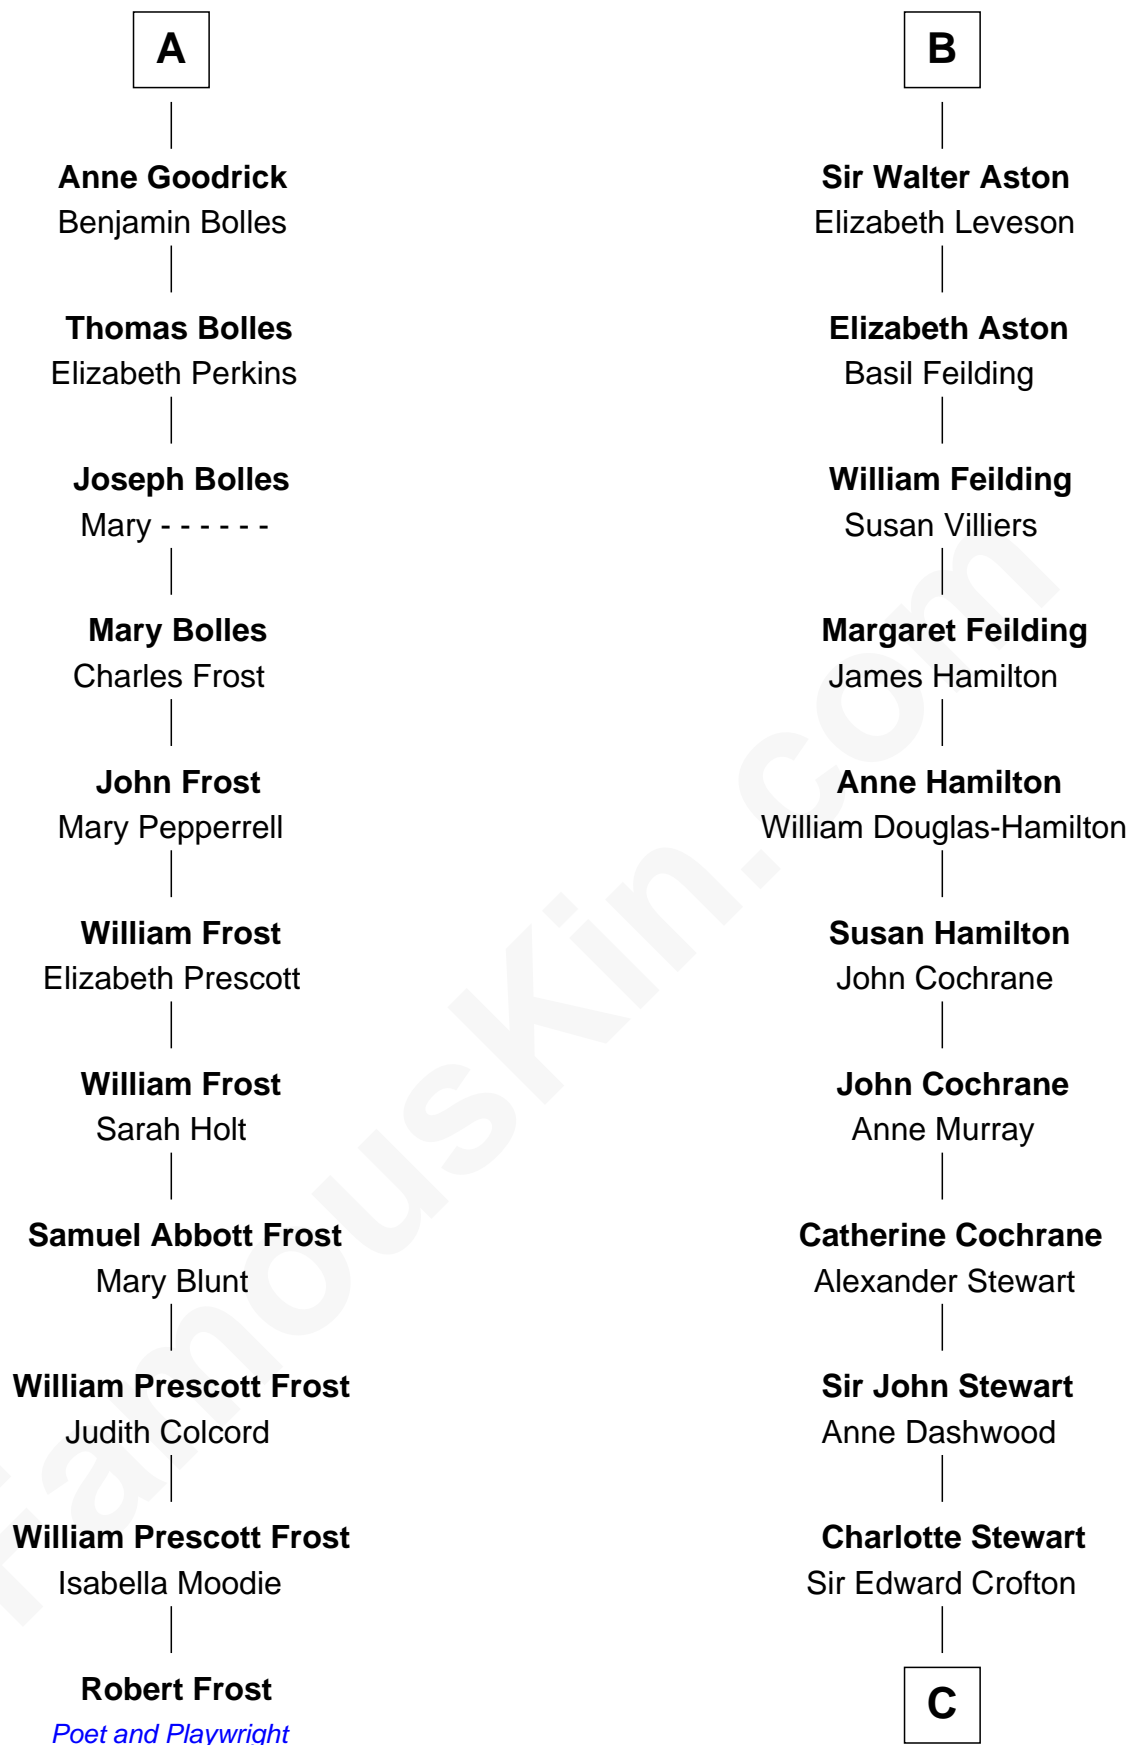 A
Anne Goodrick
Benjamin Bolles
Thomas Bolles
Elizabeth Perkins
Joseph Bolles
Mary - - - - - -
Mary Bolles
Charles Frost
John Frost
Mary Pepperrell
William Frost
Elizabeth Prescott
William Frost
Sarah Holt
Samuel Abbott Frost
Mary Blunt
William Prescott Frost
Judith Colcord
William Prescott Frost
Isabella Moodie
Robert Frost
Poet and Playwright
B
Sir Walter Aston
Elizabeth Leveson
Elizabeth Aston
Basil Feilding
William Feilding
Susan Villiers
Margaret Feilding
James Hamilton
Anne Hamilton
William Douglas-Hamilton
Susan Hamilton
John Cochrane
John Cochrane
Anne Murray
Catherine Cochrane
Alexander Stewart
Sir John Stewart
Anne Dashwood
Charlotte Stewart
Sir Edward Crofton
C
FamousKin.com